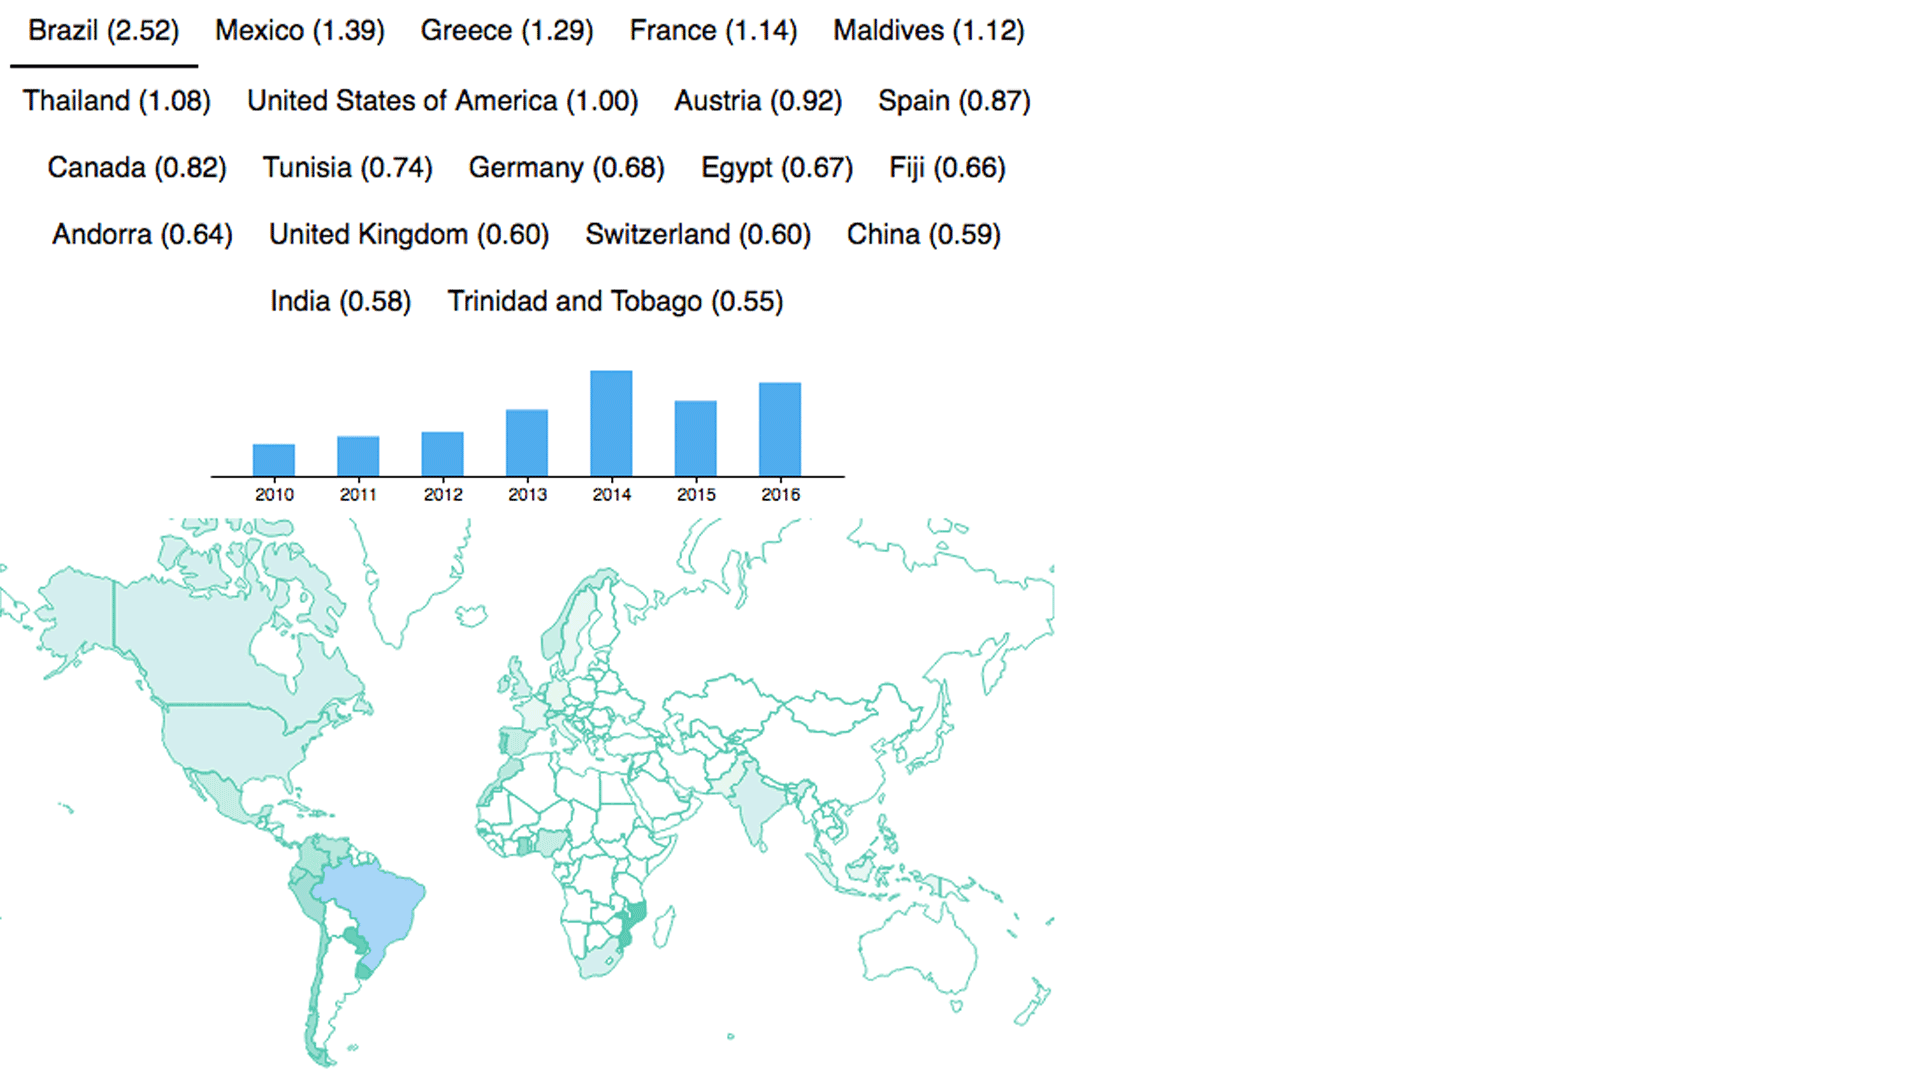 Brazil (2.52) Mexico (1.39) Greece (1.29) France (1.14) Maldives (1.12)
Thailand (1.08) United States of America (1.00) Austria (0.92) Spain (0.87)
Canada (0.82) Tunisia (0.74) Germany (0.68) Egypt (0.67) Fiji (0.66)
Andorra (0.64) United Kingdom (0.60) Switzerland (0.60) China (0.59)
India (0.58) Trinidad and Tobago (0.55)
2010 2011 2012 2013 2014 2015 2016